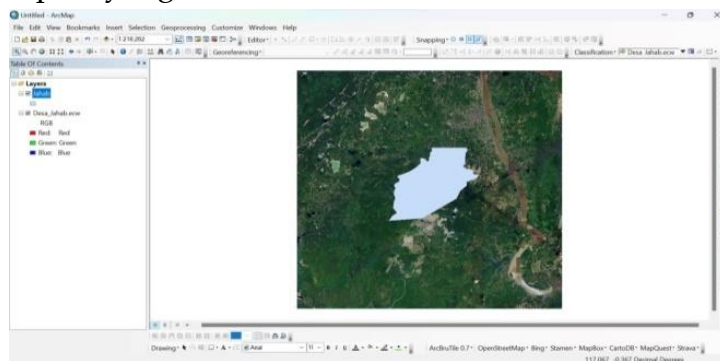 Untitled - ArcMap
File Edit View Bookmarks Insert Selection Geoprocessing Customize Windows Help
1:216,202
Editor
Snapping
Georeferencing
Classification Desa_Jahab.ecw
Table Of Contents
Layers
Jahab
Desa_Jahab.ecw
RGB
Red: Red
Green: Green
Blue: Blue
Drawing Arial
ArcBruTile 0.7 OpenStreetMap Bing Stamen MapBox CartoDB MapQuest Strava
117.067 -0.367 Decimal Degrees